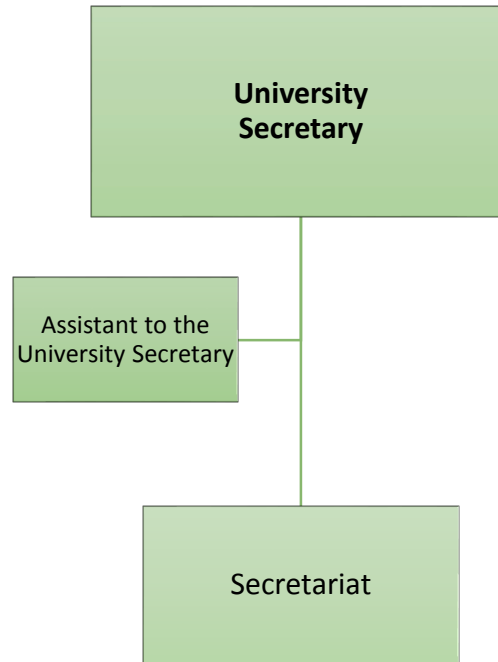 University
Secretary
Assistant to the
University Secretary
Secretariat